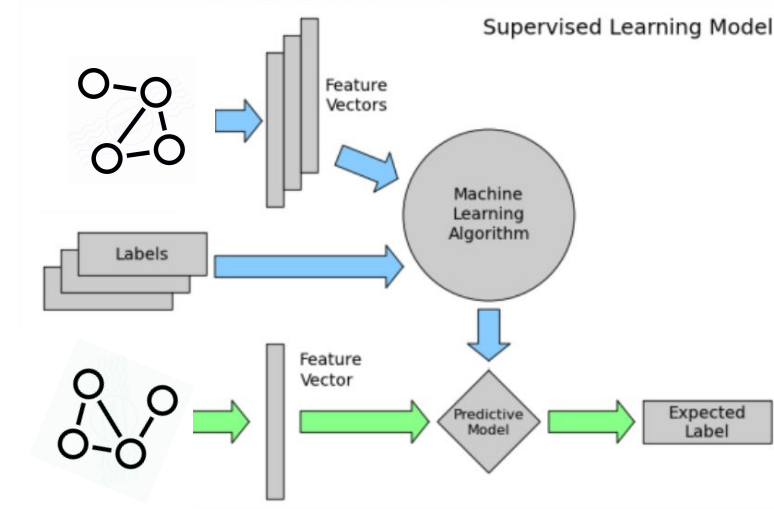 Supervised Learning Model
Feature
Vectors
Machine
Learning
Algorithm
Labels
Feature
Vector
Predictive
Model
Expected
Label